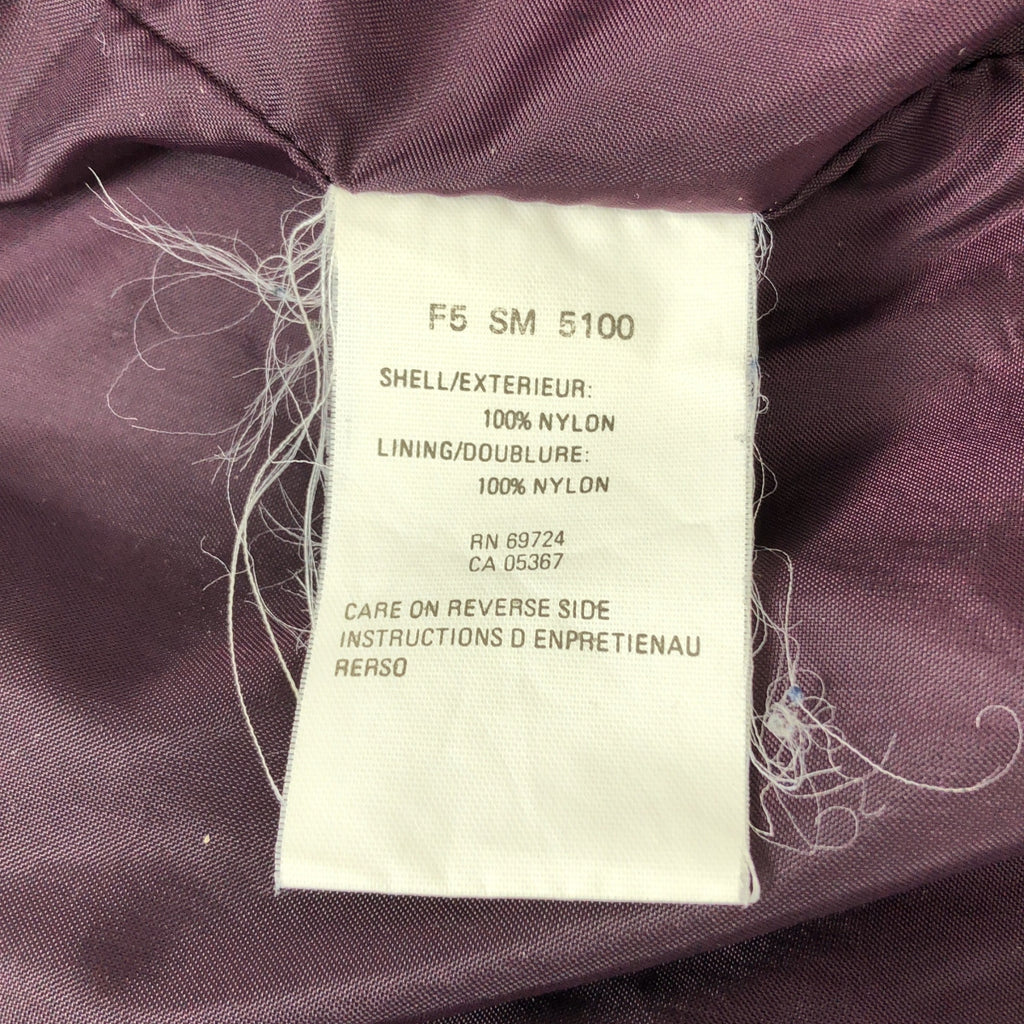 F5 SM 5100
SHELL/EXTERIEUR:
100% NYLON
LINING/DOUBLURE:
100% NYLON
RN 69724
CA 05367
CARE ON REVERSE SIDE
INSTRUCTIONS D ENPRETIENAU
RERSO